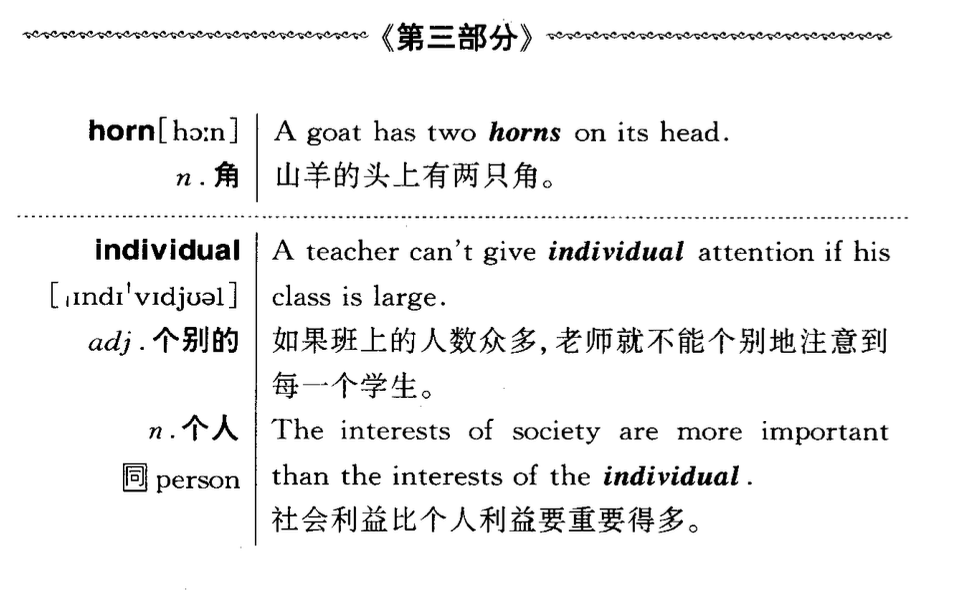 《第三部分》
horn[hɔːn] A goat has two horns on its head.
n.角 山羊的头上有两只角。
individual A teacher can't give individual attention if his
[ˌɪndɪˈvɪdjʊəl] class is large.
adj.个别的 如果班上的人数众多,老师就不能个别地注意到
每一个学生。
n.个人 The interests of society are more important
同 person than the interests of the individual.
社会利益比个人利益要重要得多。